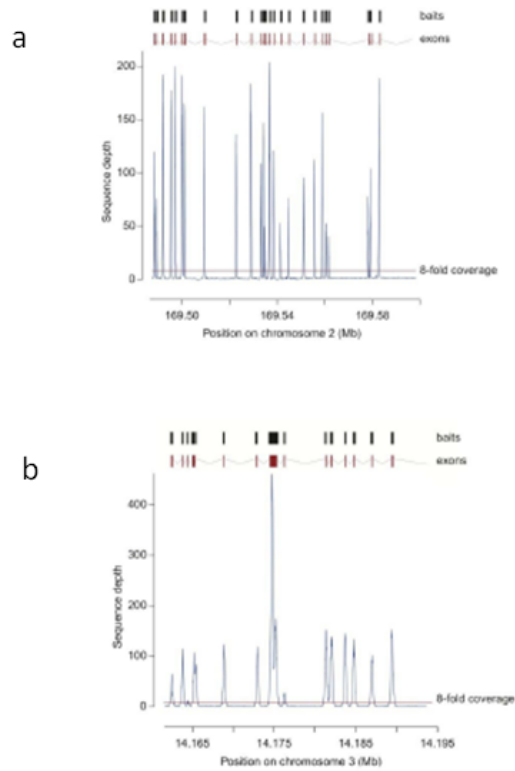 a
baits
exons
200
150
100
50
0
Sequence depth
8-fold coverage
169.50 169.54 169.58
Position on chromosome 2 (Mb)
b
baits
exons
400
300
200
100
0
Sequence depth
8-fold coverage
14.165 14.175 14.185 14.195
Position on chromosome 3 (Mb)